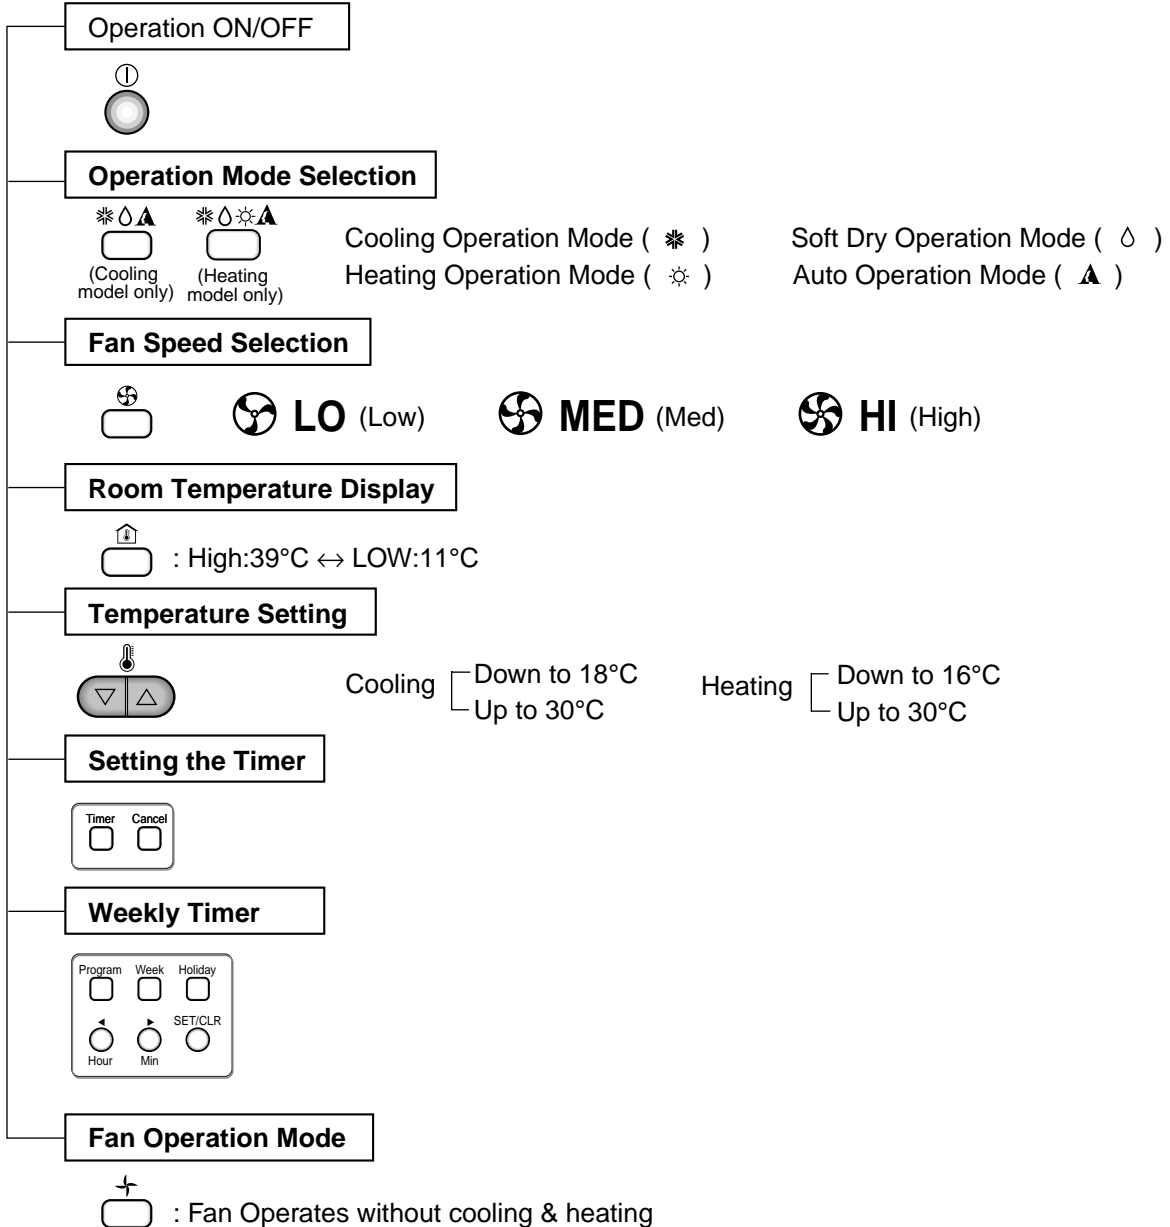 Operation ON/OFF
Operation Mode Selection
(Cooling
model only)
(Heating
model only)
Cooling Operation Mode ( ) Soft Dry Operation Mode ( )
Heating Operation Mode ( ) Auto Operation Mode ( A )
Fan Speed Selection
LO (Low) MED (Med) HI (High)
Room Temperature Display
: High:39°C ↔ LOW:11°C
Temperature Setting
Cooling
Down to 18°C
Up to 30°C
Heating
Down to 16°C
Up to 30°C
Setting the Timer
Timer Cancel
Weekly Timer
Program Week Holiday
SET/CLR
Hour Min
Fan Operation Mode
: Fan Operates without cooling & heating